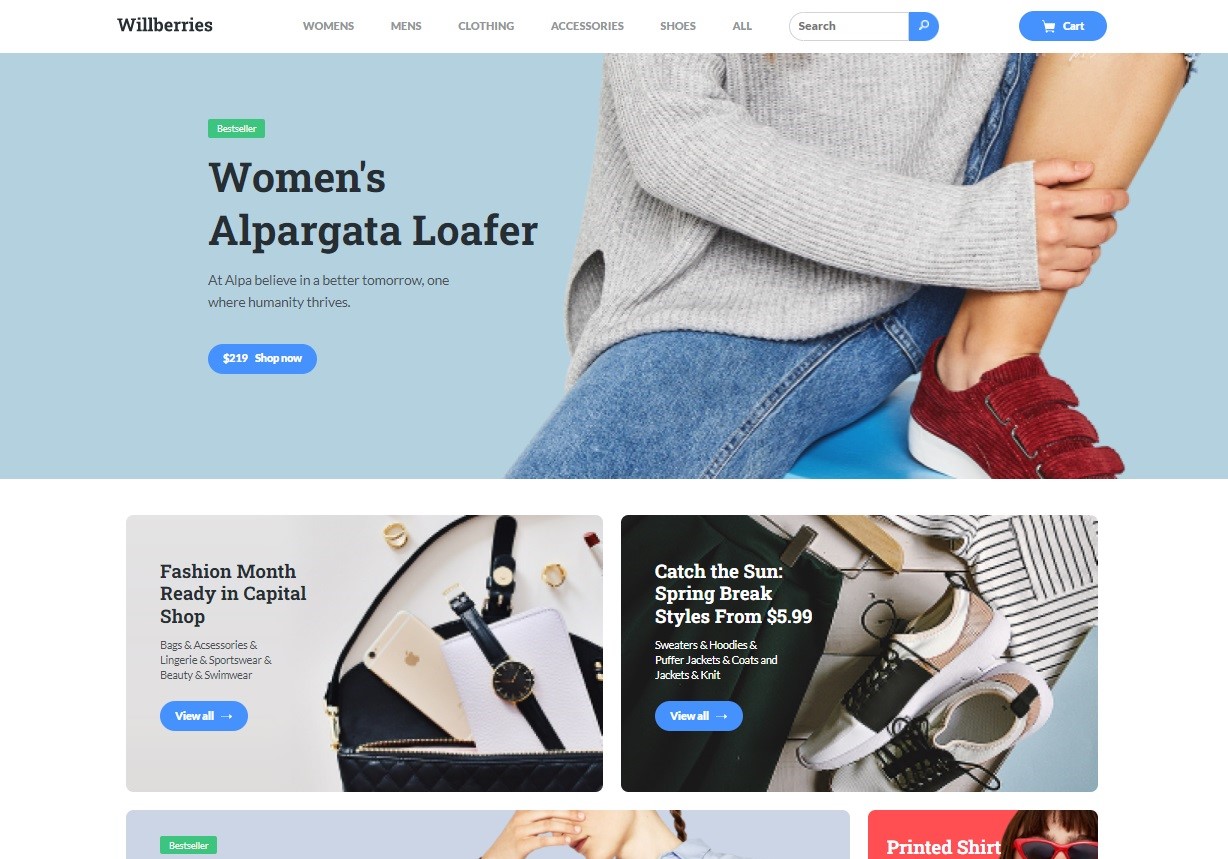 Willberries
WOMENS
MENS
CLOTHING
ACCESSORIES
SHOES
ALL
Search
Cart
Bestseller
Women's
Alpargata Loafer
At Alpa believe in a better tomorrow, one
where humanity thrives.
$219 Shop now
Fashion Month
Ready in Capital
Shop
Bags & Acsessories &
Lingerie & Sportswear &
Beauty & Swimwear
View all →
Catch the Sun:
Spring Break
Styles From $5.99
Sweaters & Hoodies &
Puffer Jackets & Coats and
Jackets & Knit
View all →
Bestseller
Printed Shirt